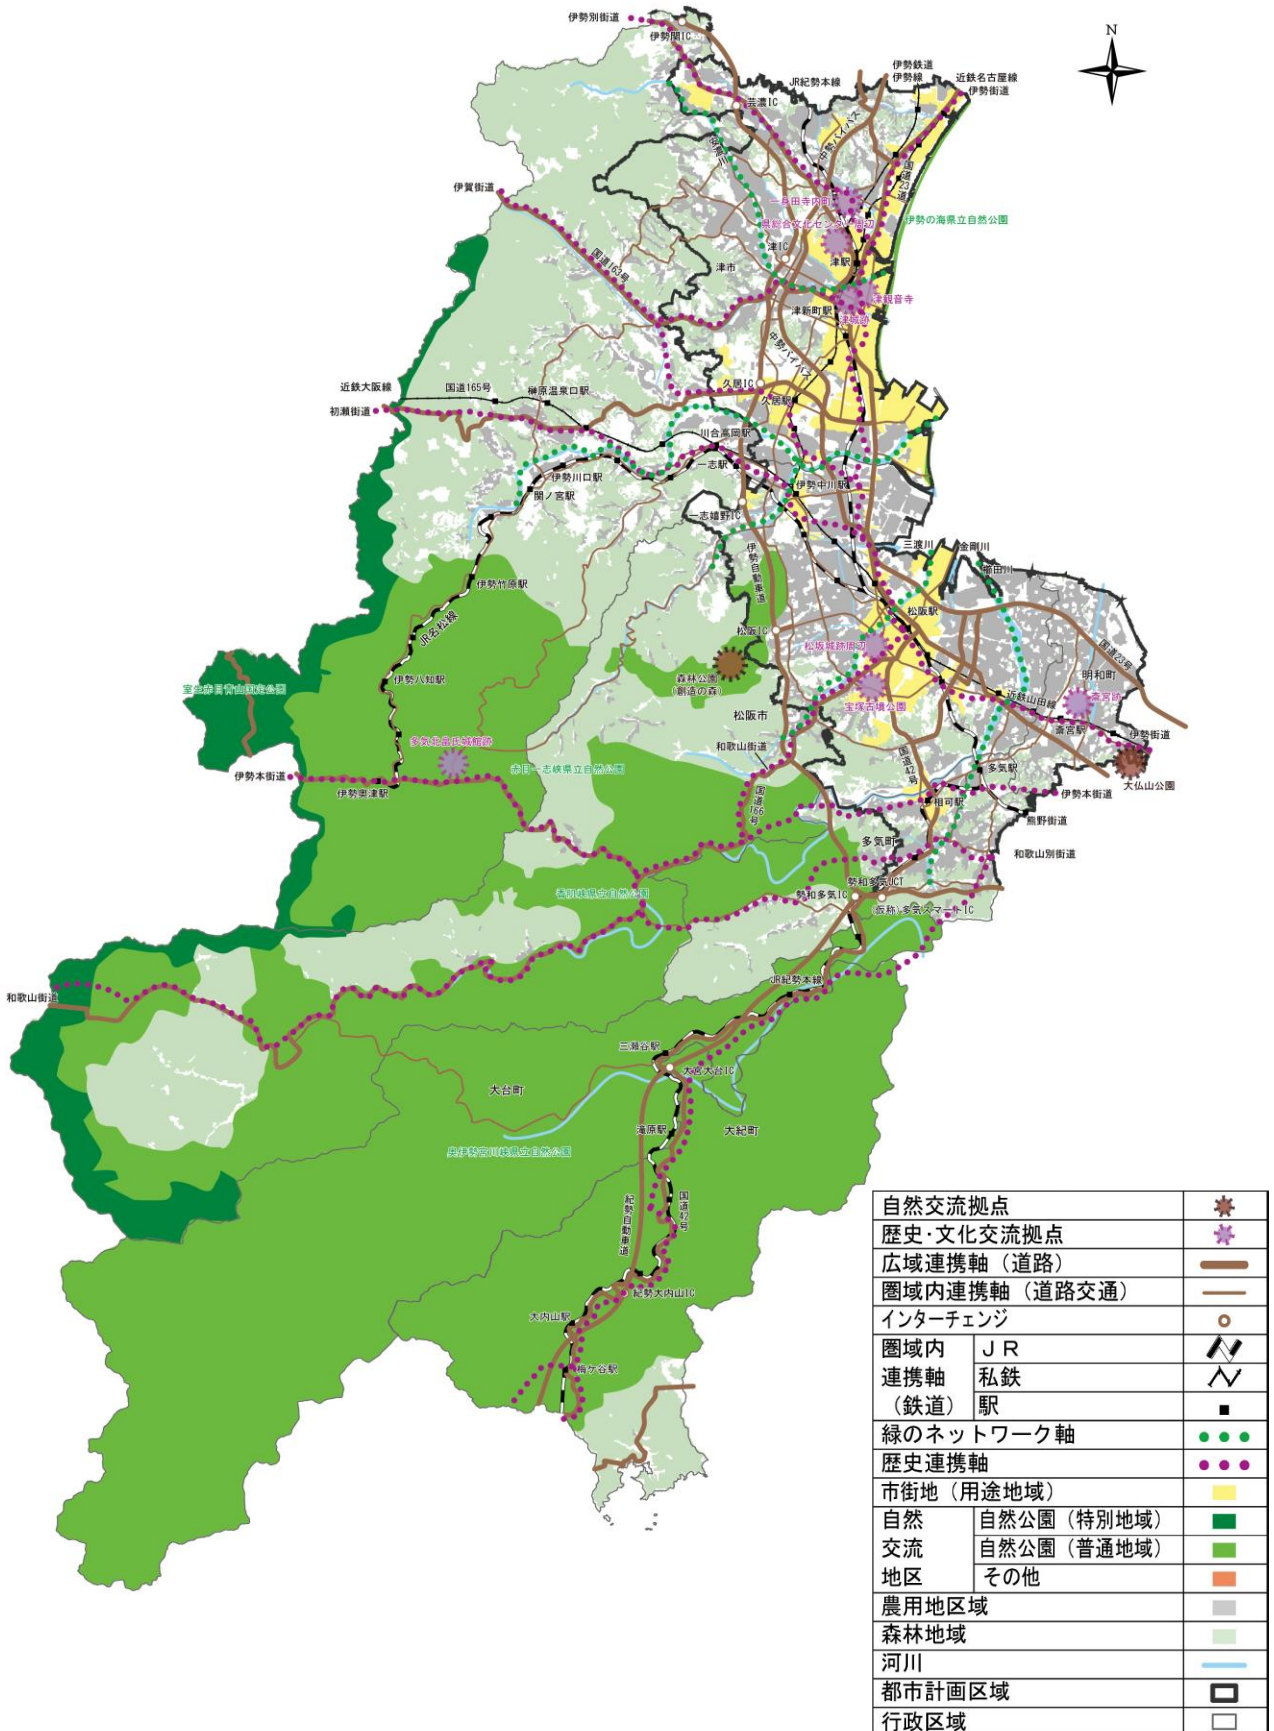 伊勢別街道
伊勢関IC
N
伊勢鉄道
伊勢線
近鉄名古屋線
伊勢街道
JR紀勢本線
芸濃IC
中勢バイパス
国道23号
伊賀街道
一身田寺内町
県総合文化センター周辺
伊勢の海県立自然公園
津IC
津駅
国道163号
津市
津観音寺
津新町駅
津城跡
中勢バイパス
近鉄大阪線
国道165号
榊原温泉口駅
久居IC
久居駅
初瀬街道
川合高岡駅
一志駅
伊勢川口駅
関ノ宮駅
伊勢中川駅
一志嬉野IC
三渡川
金剛川
櫛田川
伊勢自動車道
伊勢竹原駅
JR名松線
松阪駅
松阪IC
国道23号
松坂城跡周辺
明和町
伊勢八知駅
室生赤目青山国定公園
森林公園
(創造の森)
宝塚古墳公園
近鉄山田線
斎宮跡
松阪市
斎宮駅
伊勢街道
多気北畠氏城館跡
和歌山街道
国道42号
赤目一志峡県立自然公園
多気駅
大仏山公園
伊勢本街道
伊勢奥津駅
国道166号
相可駅
伊勢本街道
熊野街道
多気町
和歌山別街道
勢和多気JCT
勢和多気IC
(仮称)多気スマートIC
香肌峡県立自然公園
JR紀勢本線
和歌山街道
三瀬谷駅
大宮大台IC
大台町
滝原駅
大紀町
奥伊勢宮川峡県立自然公園
国道42号
紀勢自動車道
紀勢大内山IC
大内山駅
梅ケ谷駅
自然交流拠点
歴史・文化交流拠点
広域連携軸（道路）
圏域内連携軸（道路交通）
インターチェンジ
圏域内
連携軸
（鉄道）
ＪＲ
私鉄
駅
緑のネットワーク軸
歴史連携軸
市街地（用途地域）
自然
交流
地区
自然公園（特別地域）
自然公園（普通地域）
その他
農用地区域
森林地域
河川
都市計画区域
行政区域